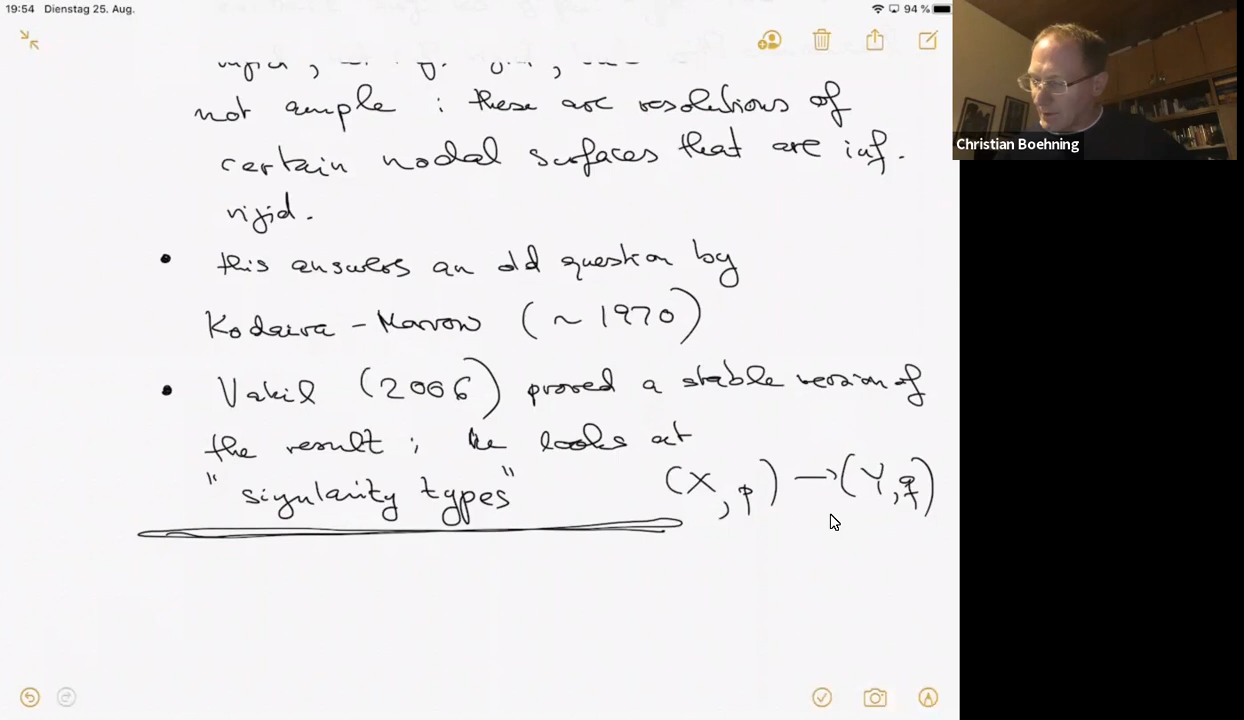 19:54 Dienstag 25. Aug.
94 %
not ample : these are resolutions of
certain nodal surfaces that are inf.
rigid.
• this answers an old question by
Kodaira - Morrow (~ 1970)
• Vakil (2006) proved a stable version of
the result ; he looks at
"singularity types" (X, p) → (Y, q)
Christian Boehning